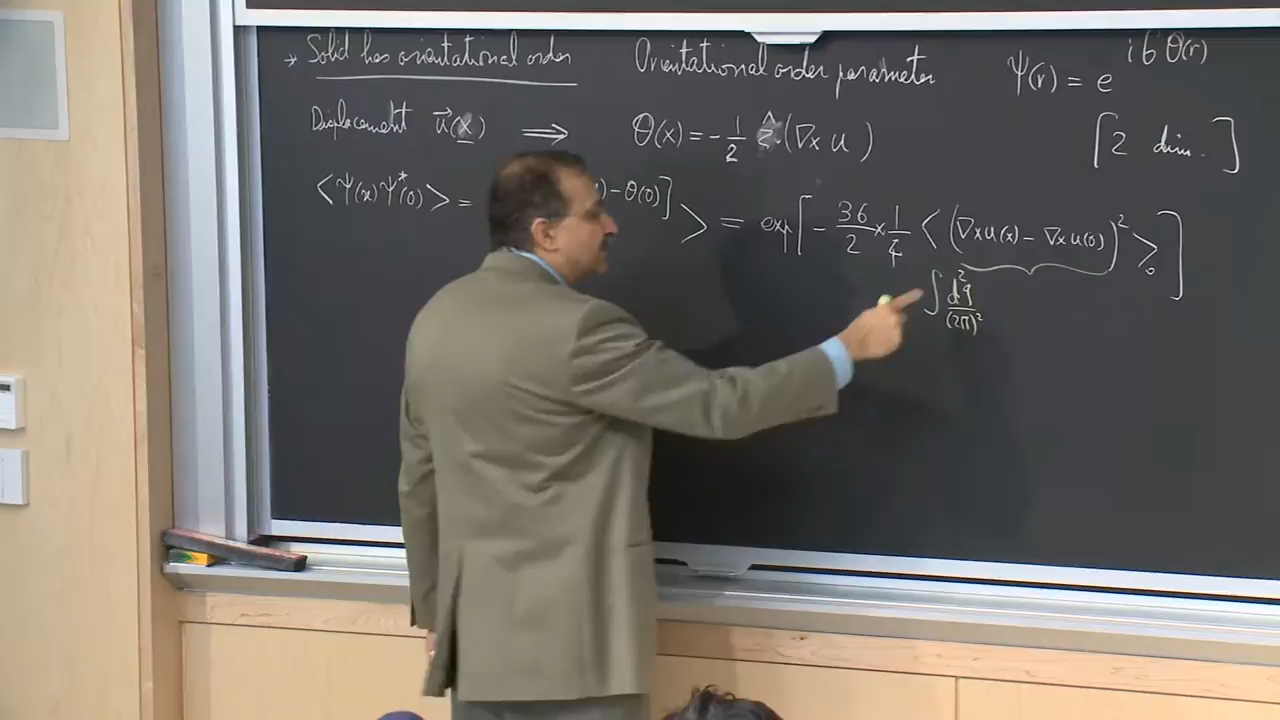 → Solid has orientational order Orientational order parameter Ψ(r) = e^{i6θ(r)}
Displacement u⃗(x) ⟹ θ(x) = -1/2 ẑ·(∇×u) [2 dim.]
<Ψ(x)Ψ*(0)> = ) - θ(0)]> = exp[-36/2 × 1/4 <(∇×u(x) - ∇×u(0))²>₀]
∫ d²q/(2π)²